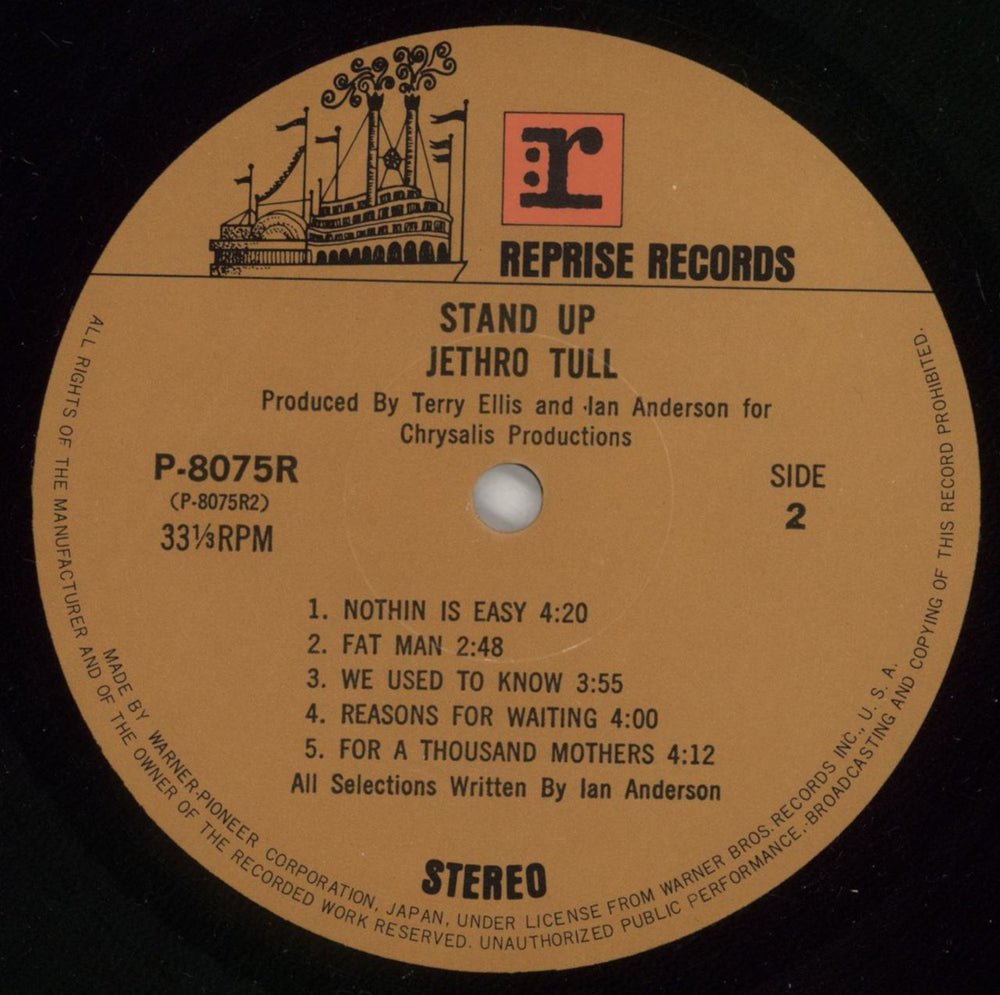 r
REPRISE RECORDS
STAND UP
JETHRO TULL
Produced By Terry Ellis and Ian Anderson for
Chrysalis Productions
P-8075R
(P-8075R2)
33⅓RPM
SIDE
2
1. NOTHIN IS EASY 4:20
2. FAT MAN 2:48
3. WE USED TO KNOW 3:55
4. REASONS FOR WAITING 4:00
5. FOR A THOUSAND MOTHERS 4:12
All Selections Written By Ian Anderson
STEREO
MADE BY WARNER-PIONEER CORPORATION, JAPAN, UNDER LICENSE FROM WARNER BROS. RECORDS INC., U. S. A.
ALL RIGHTS OF THE MANUFACTURER AND OF THE OWNER OF THE RECORDED WORK RESERVED. UNAUTHORIZED PUBLIC PERFORMANCE, BROADCASTING AND COPYING OF THIS RECORD PROHIBITED.